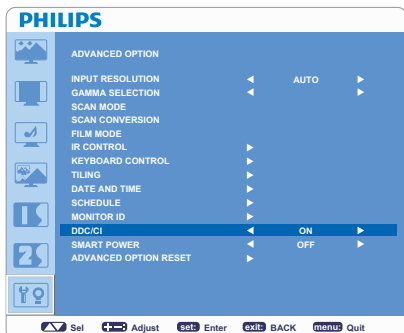 PHILIPS
ADVANCED OPTION
INPUT RESOLUTION AUTO
GAMMA SELECTION
SCAN MODE
SCAN CONVERSION
FILM MODE
IR CONTROL
KEYBOARD CONTROL
TILING
DATE AND TIME
SCHEDULE
MONITOR ID
DDC/CI ON
SMART POWER OFF
ADVANCED OPTION RESET
1S
2S
Sel Adjust set: Enter exit: BACK menu: Quit